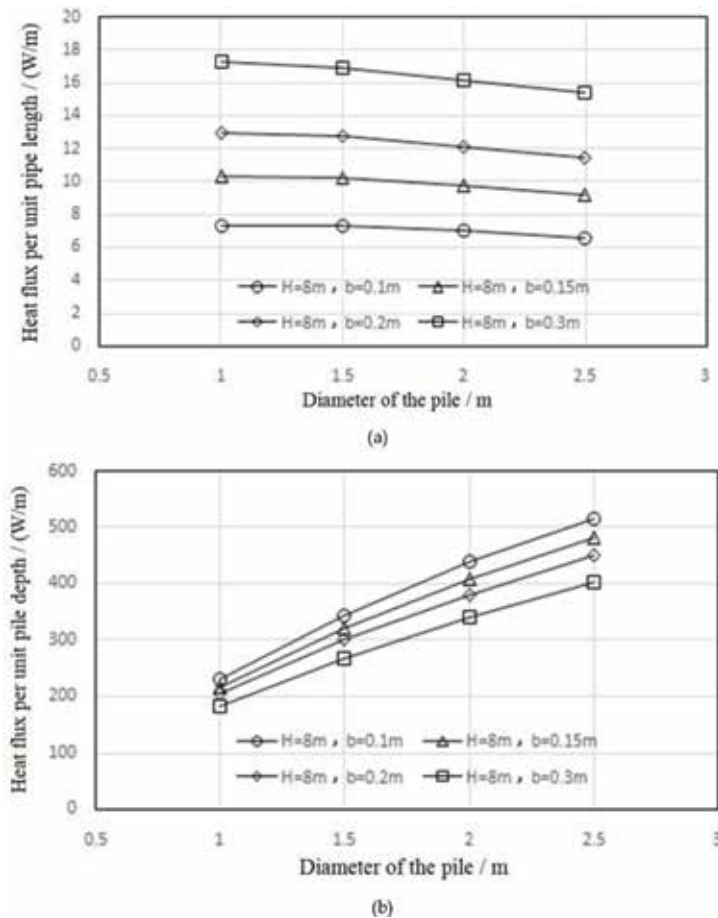 20
18
16
14
12
10
8
6
4
2
0
Heat flux per unit pipe length / (W/m)
H=8m，b=0.1m H=8m，b=0.15m
H=8m，b=0.2m H=8m，b=0.3m
0.5 1 1.5 2 2.5 3
Diameter of the pile / m
(a)
600
500
400
300
200
100
0
Heat flux per unit pile depth / (W/m)
H=8m，b=0.1m H=8m，b=0.15m
H=8m，b=0.2m H=8m，b=0.3m
0.5 1 1.5 2 2.5 3
Diameter of the pile / m
(b)